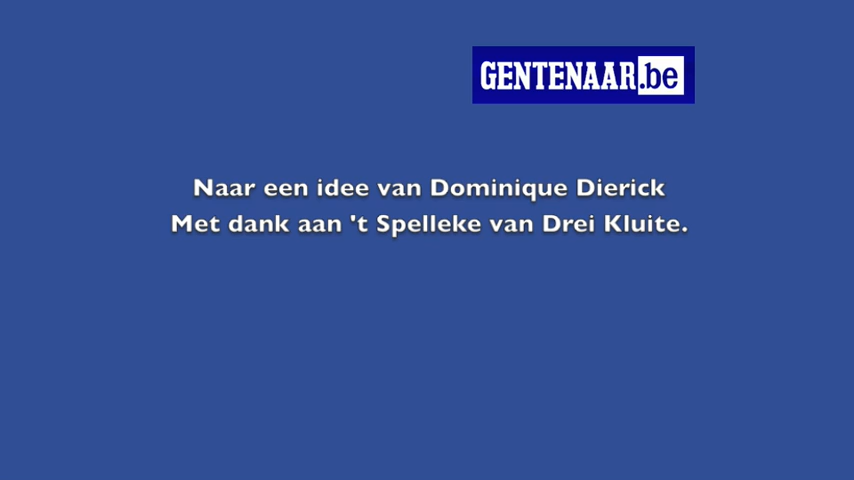 GENTENAAR.be
Naar een idee van Dominique Dierick
Met dank aan 't Spelleke van Drei Kluite.